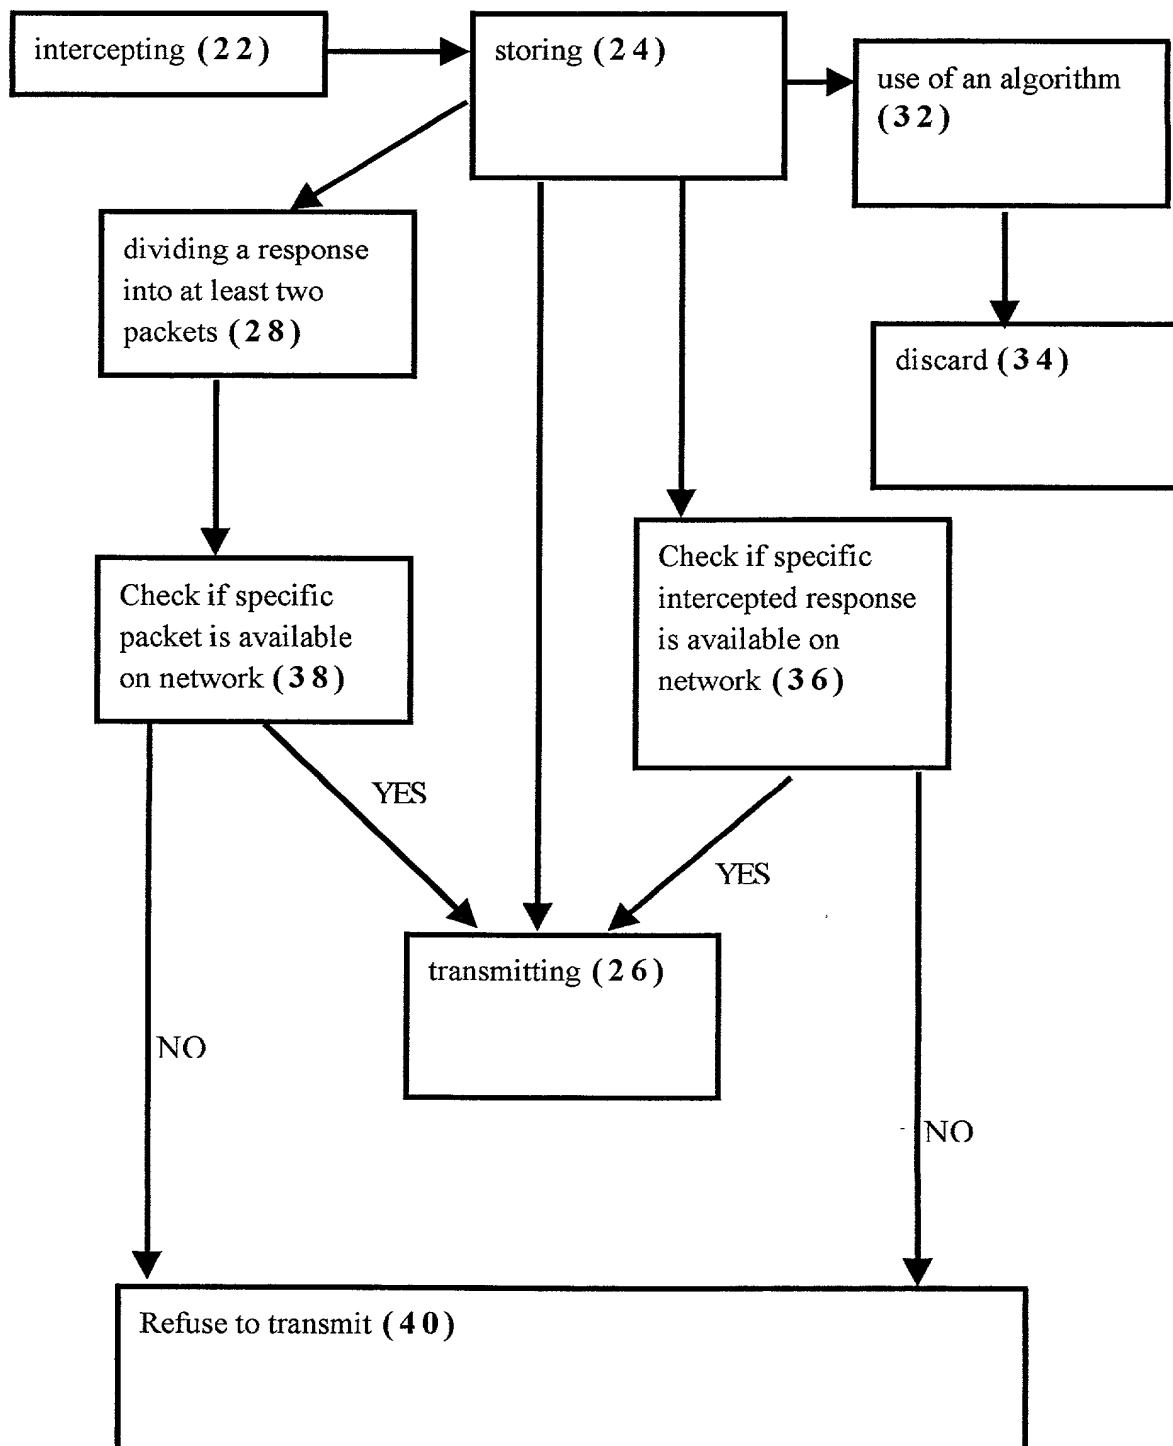 intercepting (22)
storing (24)
use of an algorithm
(32)
dividing a response
into at least two
packets (28)
discard (34)
Check if specific
packet is available
on network (38)
Check if specific
intercepted response
is available on
network (36)
YES
YES
transmitting (26)
NO
NO
Refuse to transmit (40)